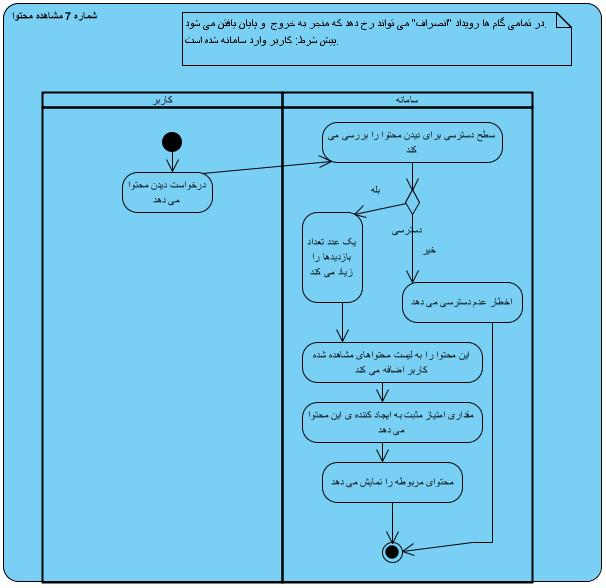 شماره 7 مشاهده محتوا
در تمامی گام ها رویداد "انصراف" می تواند رخ دهد که منجر به خروج و پایان یافتن می شود.
پیش شرط: کاربر وارد سامانه شده است.
کاربر
سامانه
درخواست دیدن محتوا
می دهد
سطح دسترسی برای دیدن محتوا را بررسی می
کند
بله
دسترسی
خیر
یک عدد تعداد
بازدیدها را
زیاد می کند
اخطار عدم دسترسی می دهد
این محتوا را به لیست محتواهای مشاهده شده
کاربر اضافه می کند
مقداری امتیاز مثبت به ایجاد کننده ی این محتوا
می دهد
محتوای مربوطه را نمایش می دهد